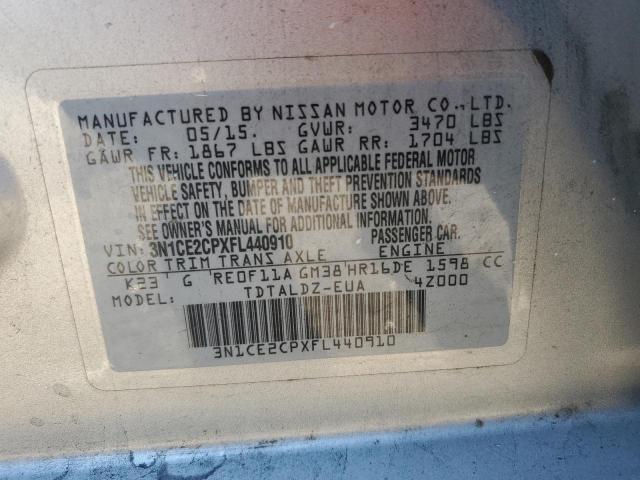 MANUFACTURED BY NISSAN MOTOR CO.,LTD.
DATE: 05/15. GVWR: 3470 LBS
GAWR FR: 1867 LBS GAWR RR: 1704 LBS
THIS VEHICLE CONFORMS TO ALL APPLICABLE FEDERAL MOTOR
VEHICLE SAFETY, BUMPER AND THEFT PREVENTION STANDARDS
IN EFFECT ON THE DATE OF MANUFACTURE SHOWN ABOVE.
SEE OWNER'S MANUAL FOR ADDITIONAL INFORMATION.
VIN: 3N1CE2CPXFL440910 PASSENGER CAR.
COLOR TRIM TRANS AXLE ENGINE
K23 G RE0F11A GM38 HR16DE 1598 CC
MODEL: TDTALDZ-EUA 4Z000
3N1CE2CPXFL440910